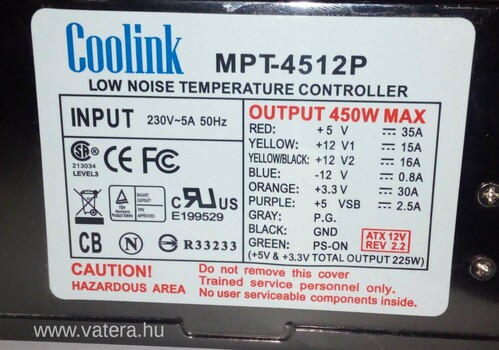 Coolink MPT-4512P
LOW NOISE TEMPERATURE CONTROLLER
INPUT 230V~5A 50Hz
213034
LEVEL3
CE FC
c RU US
E199529
CB N R33233
OUTPUT 450W MAX
RED: +5 V 35A
YELLOW: +12 V1 15A
YELLOW/BLACK: +12 V2 16A
BLUE: -12 V 0.8A
ORANGE: +3.3 V 30A
PURPLE: +5 VSB 2.5A
GRAY: P.G.
BLACK: GND
GREEN: PS-ON
ATX 12V
REV 2.2
(+5V & +3.3V TOTAL OUTPUT 225W)
CAUTION!
HAZARDOUS AREA
Do not remove this cover
Trained service personnel only.
No user serviceable components inside.
www.vatera.hu